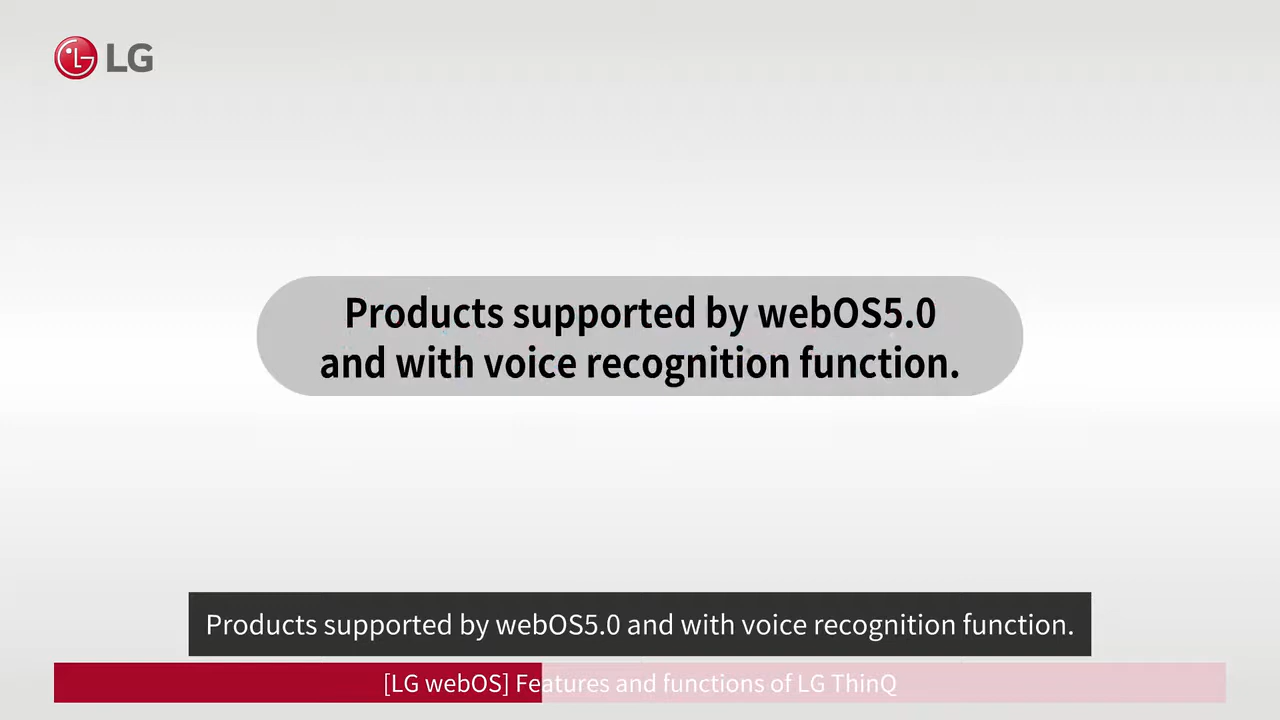 LG
Products supported by webOS5.0
and with voice recognition function.
Products supported by webOS5.0 and with voice recognition function.
[LG webOS] Features and functions of LG ThinQ